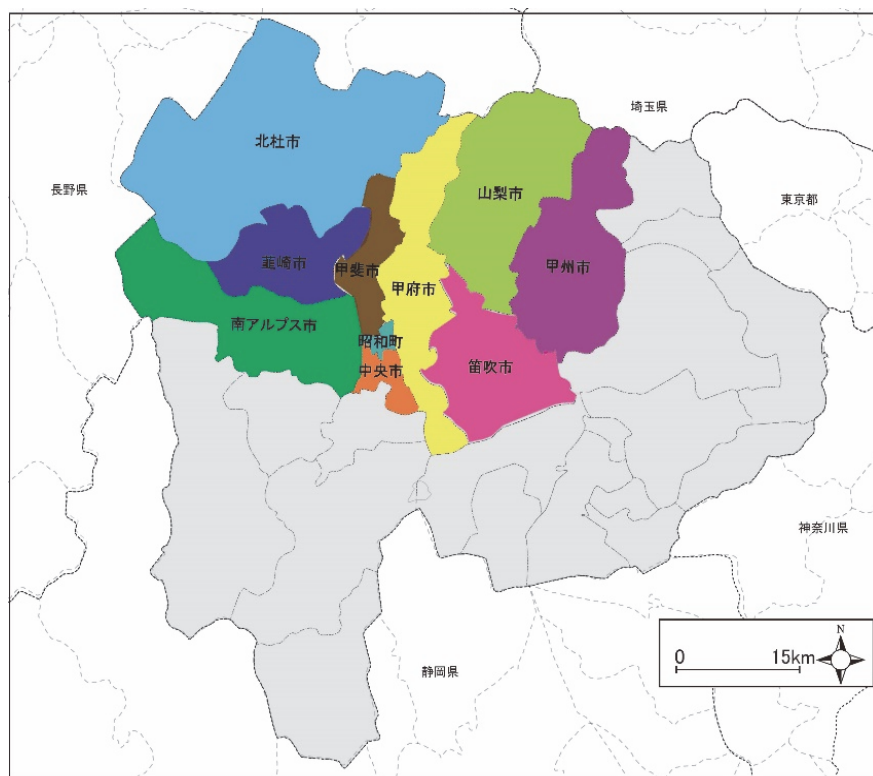 埼玉県
北杜市
長野県
山梨市
東京都
韮崎市
甲斐市
甲府市
甲州市
南アルプス市
昭和町
中央市
笛吹市
神奈川県
静岡県
N
0 15km